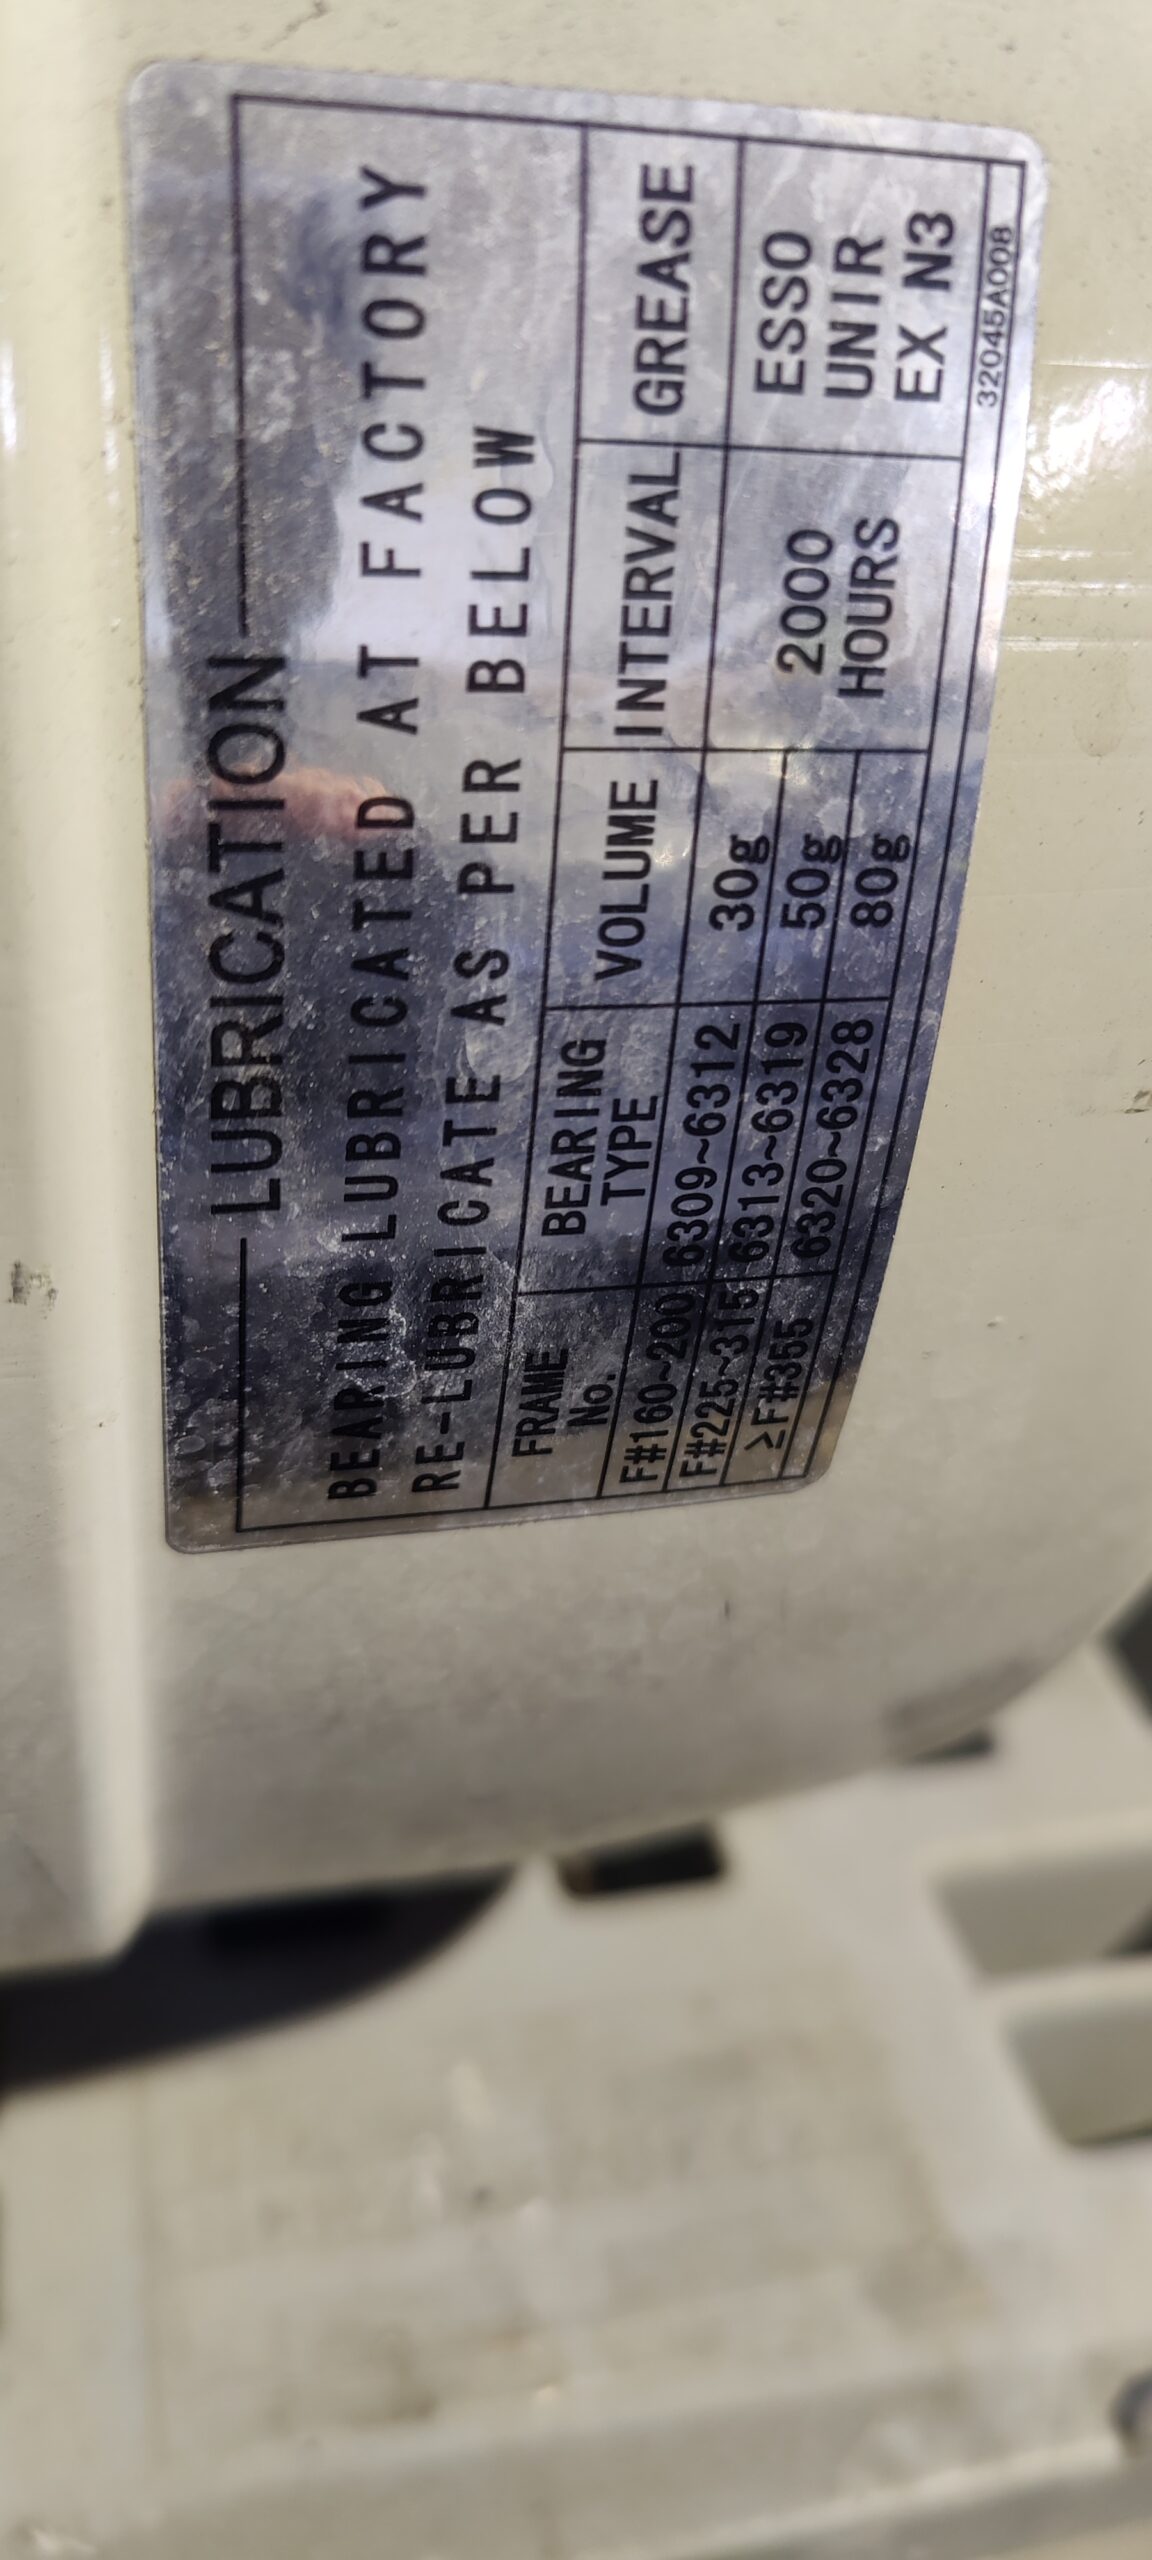 LUBRICATION
BEARING LUBRICATED AT FACTORY
RE-LUBRICATE AS PER BELOW
FRAME No. BEARING TYPE VOLUME INTERVAL GREASE
F#160~200 6309~6312 30g 2000 HOURS ESSO UNIR EX N3
F#225~315 6313~6319 50g
≥F#355 6320~6328 80g
32045A008